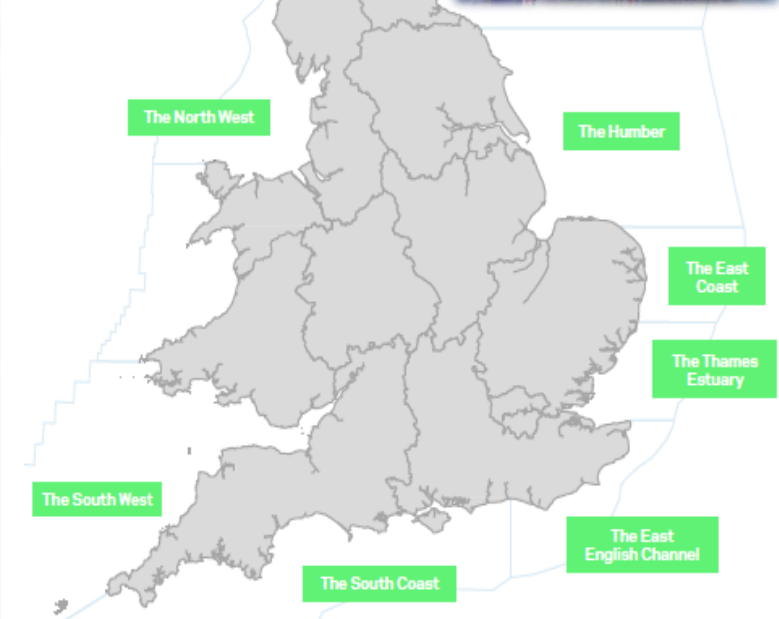 The North West
The Humber
The East
Coast
The Thames
Estuary
The South West
The East
English Channel
The South Coast